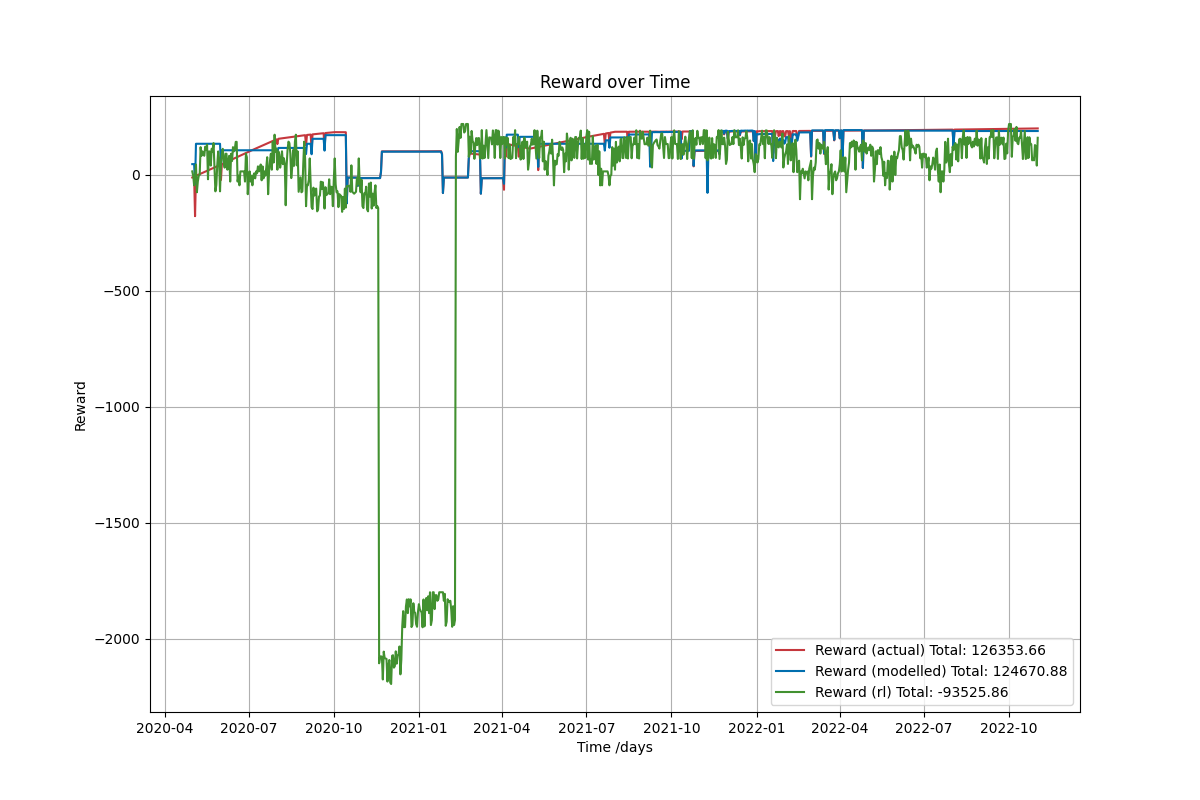 Reward over Time
0
−500
−1000
−1500
−2000
Reward
2020-04 2020-07 2020-10 2021-01 2021-04 2021-07 2021-10 2022-01 2022-04 2022-07 2022-10
Time /days
Reward (actual) Total: 126353.66
Reward (modelled) Total: 124670.88
Reward (rl) Total: -93525.86